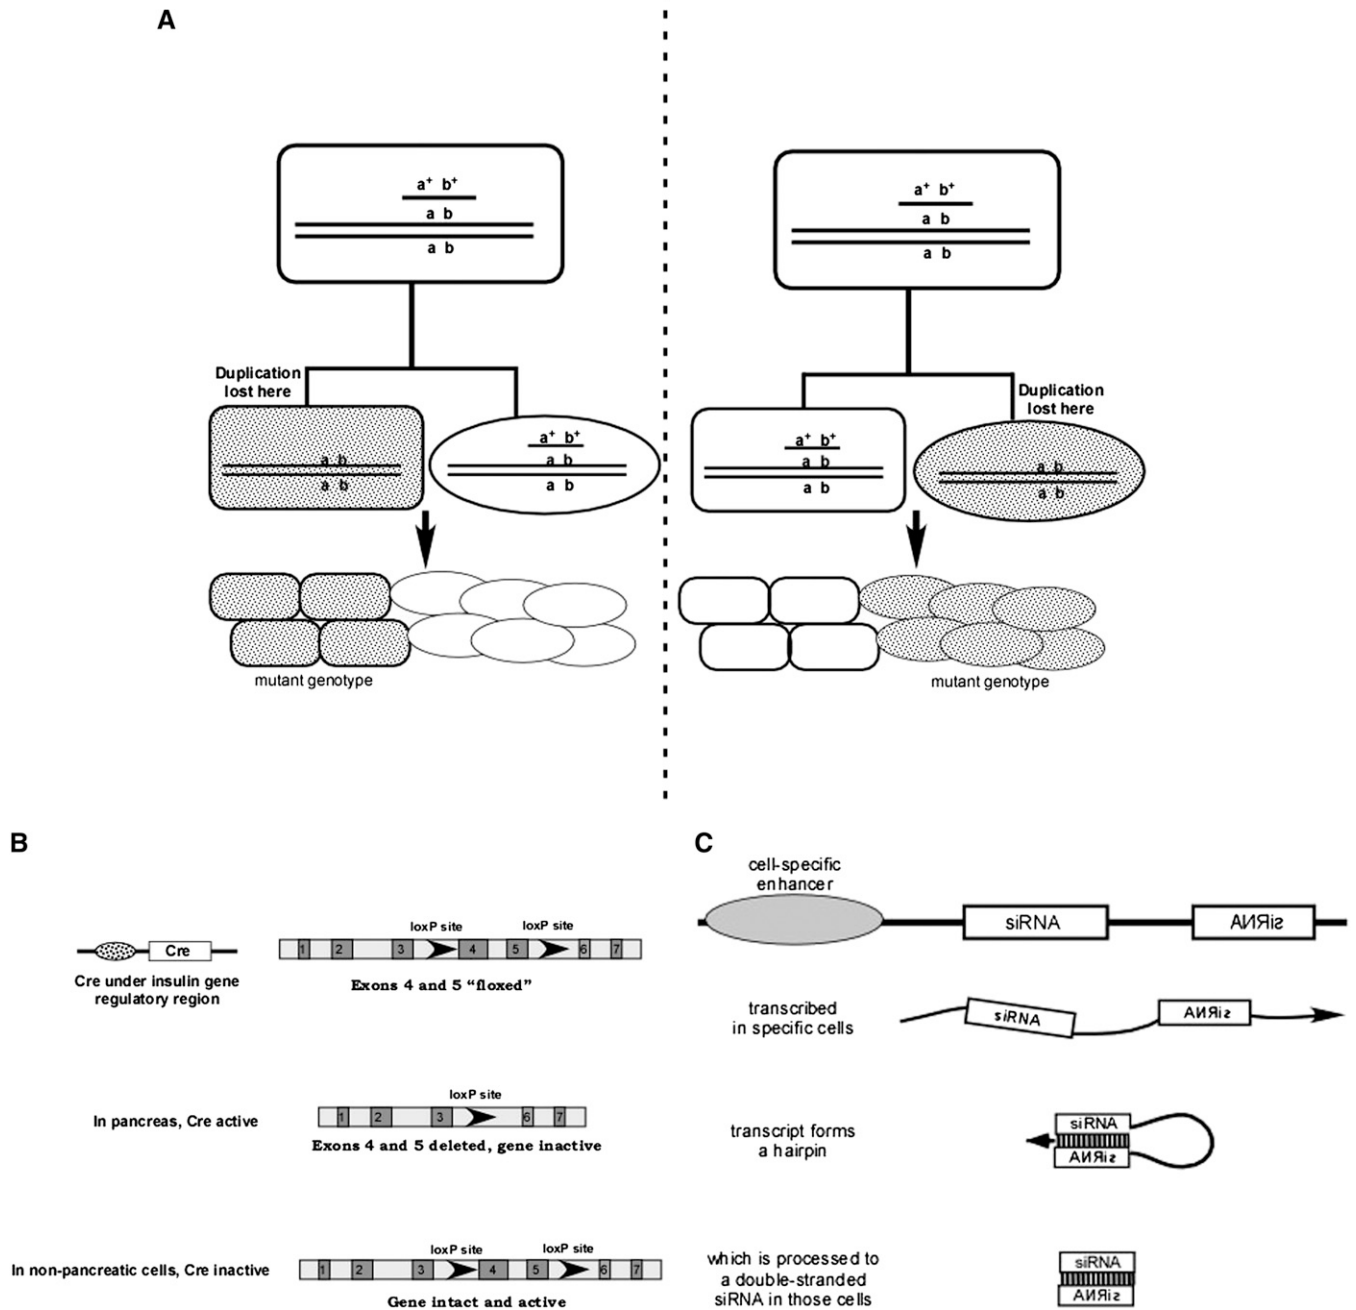 A
a+ b+
a b
a b
Duplication
lost here
a b
a b
a+ b+
a b
a b
mutant genotype
a+ b+
a b
a b
Duplication
lost here
a+ b+
a b
a b
a b
a b
mutant genotype
B
loxP site loxP site
Cre 1 2 3 4 5 6 7
Cre under insulin gene
regulatory region
Exons 4 and 5 “floxed”
loxP site
In pancreas, Cre active 1 2 3 6 7
Exons 4 and 5 deleted, gene inactive
loxP site loxP site
In non-pancreatic cells, Cre inactive 1 2 3 4 5 6 7
Gene intact and active
C
cell-specific
enhancer
siRNA siRNA
transcribed
in specific cells
siRNA siRNA
transcript forms
a hairpin
siRNA
siRNA
which is processed to
a double-stranded
siRNA in those cells
siRNA
siRNA